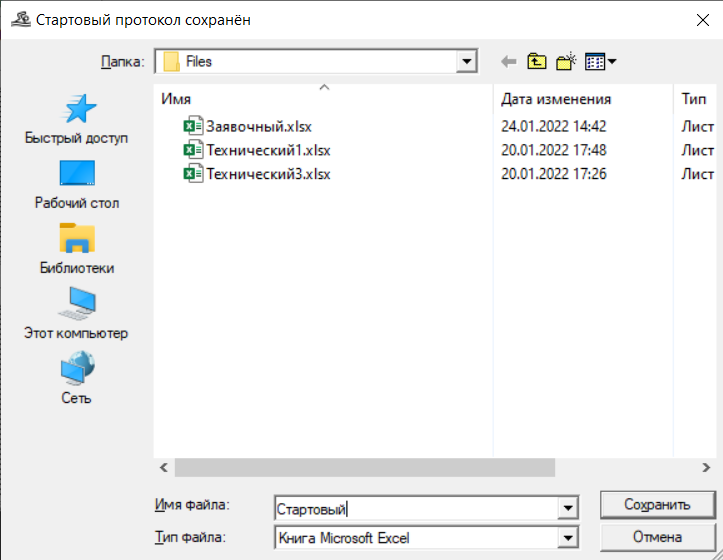 Стартовый протокол сохранён
Папка: Files
Имя Дата изменения Тип
Заявочный.xlsx 24.01.2022 14:42 Лист
Технический1.xlsx 20.01.2022 17:48 Лист
Технический3.xlsx 20.01.2022 17:26 Лист
Быстрый доступ
Рабочий стол
Библиотеки
Этот компьютер
Сеть
Имя файла: Стартовый Сохранить
Тип файла: Книга Microsoft Excel Отмена